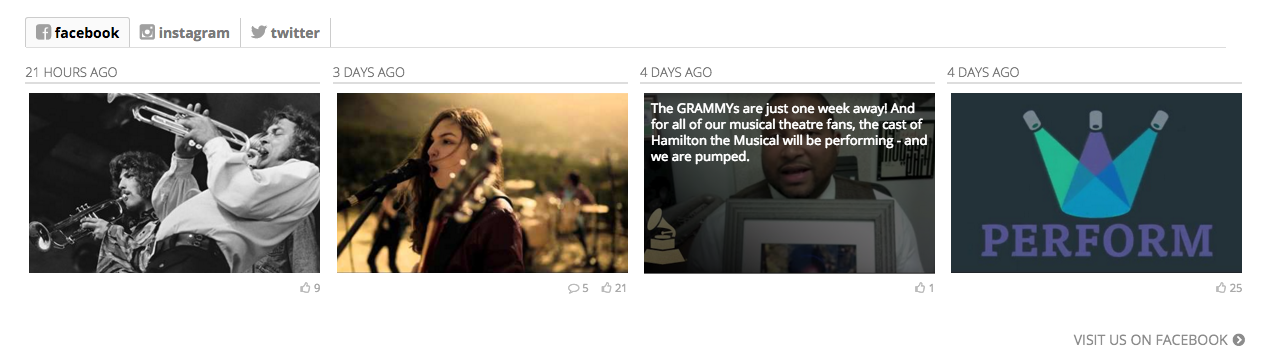 facebook
instagram
twitter
21 HOURS AGO
3 DAYS AGO
4 DAYS AGO
4 DAYS AGO
The GRAMMYs are just one week away! And
for all of our musical theatre fans, the cast of
Hamilton the Musical will be performing - and
we are pumped.
PERFORM
9
5
21
1
25
VISIT US ON FACEBOOK